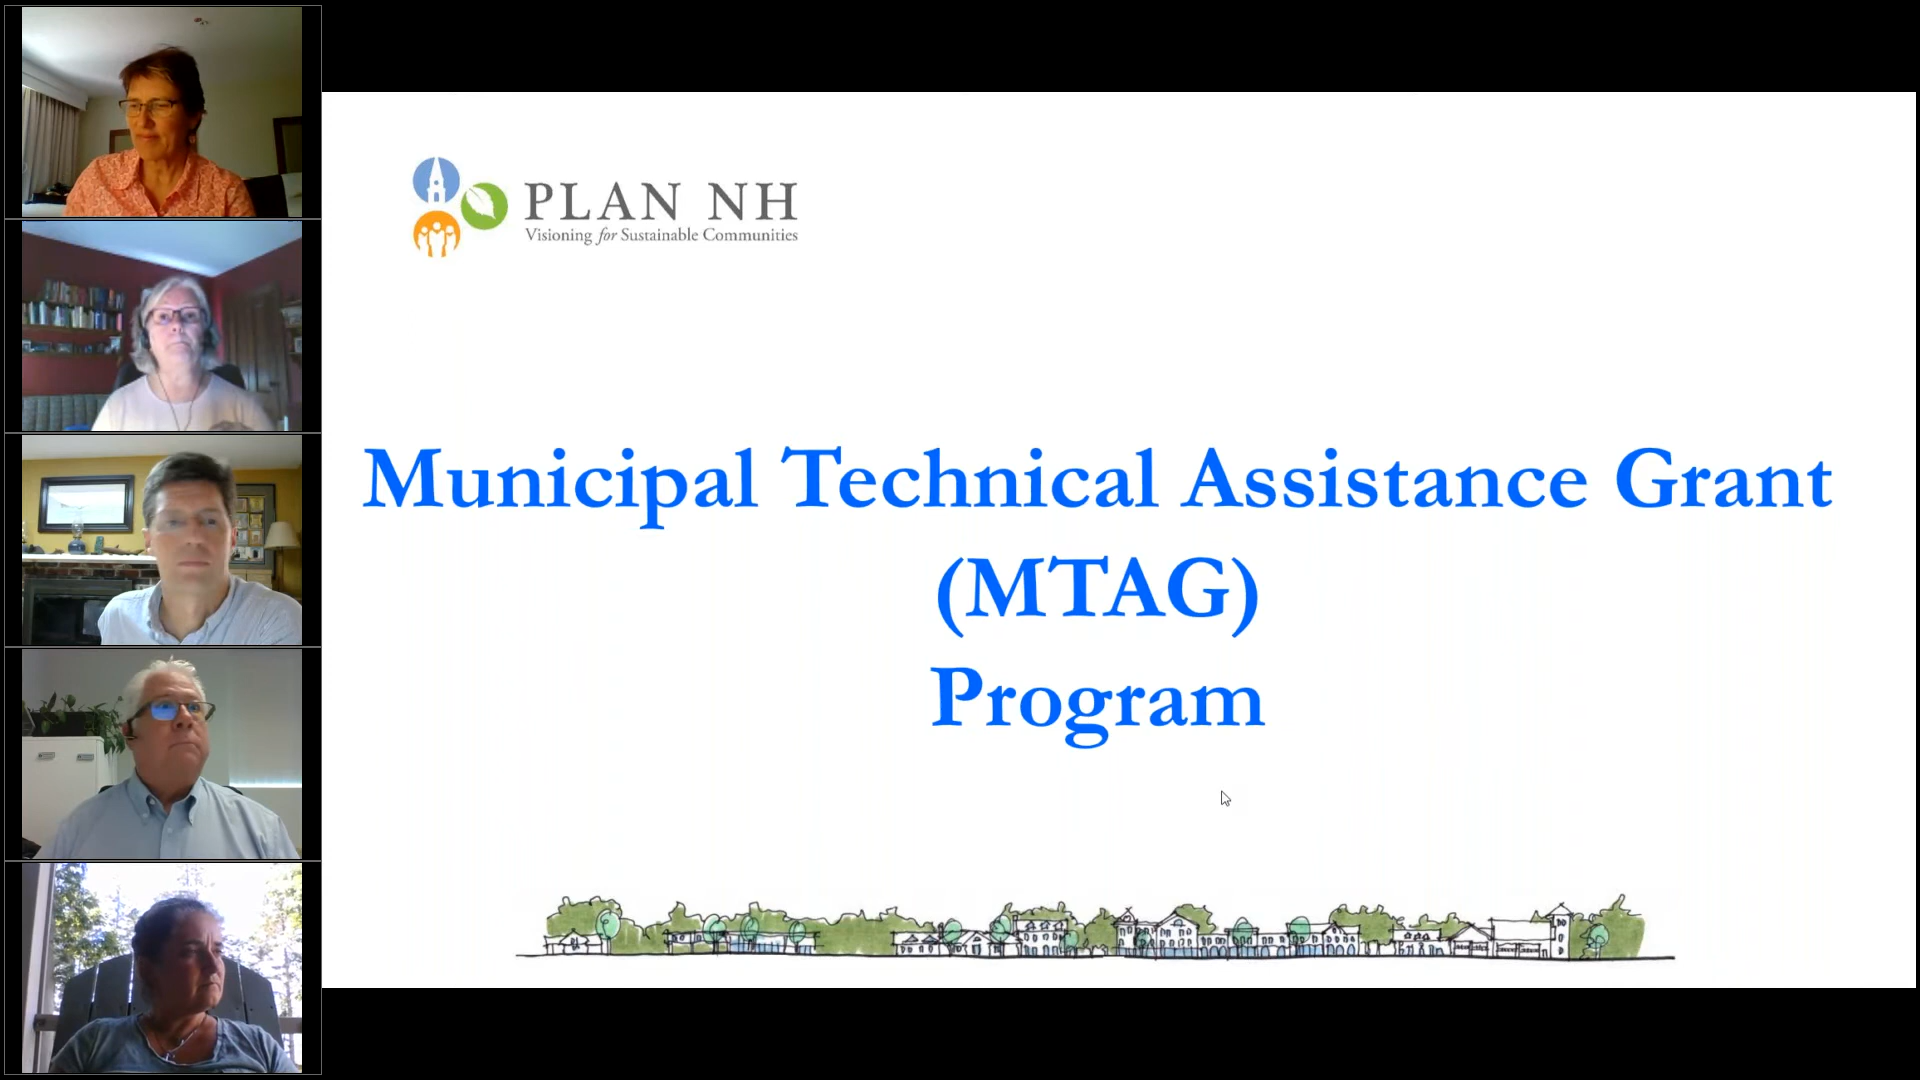 PLAN NH
Visioning for Sustainable Communities
Municipal Technical Assistance Grant
(MTAG)
Program